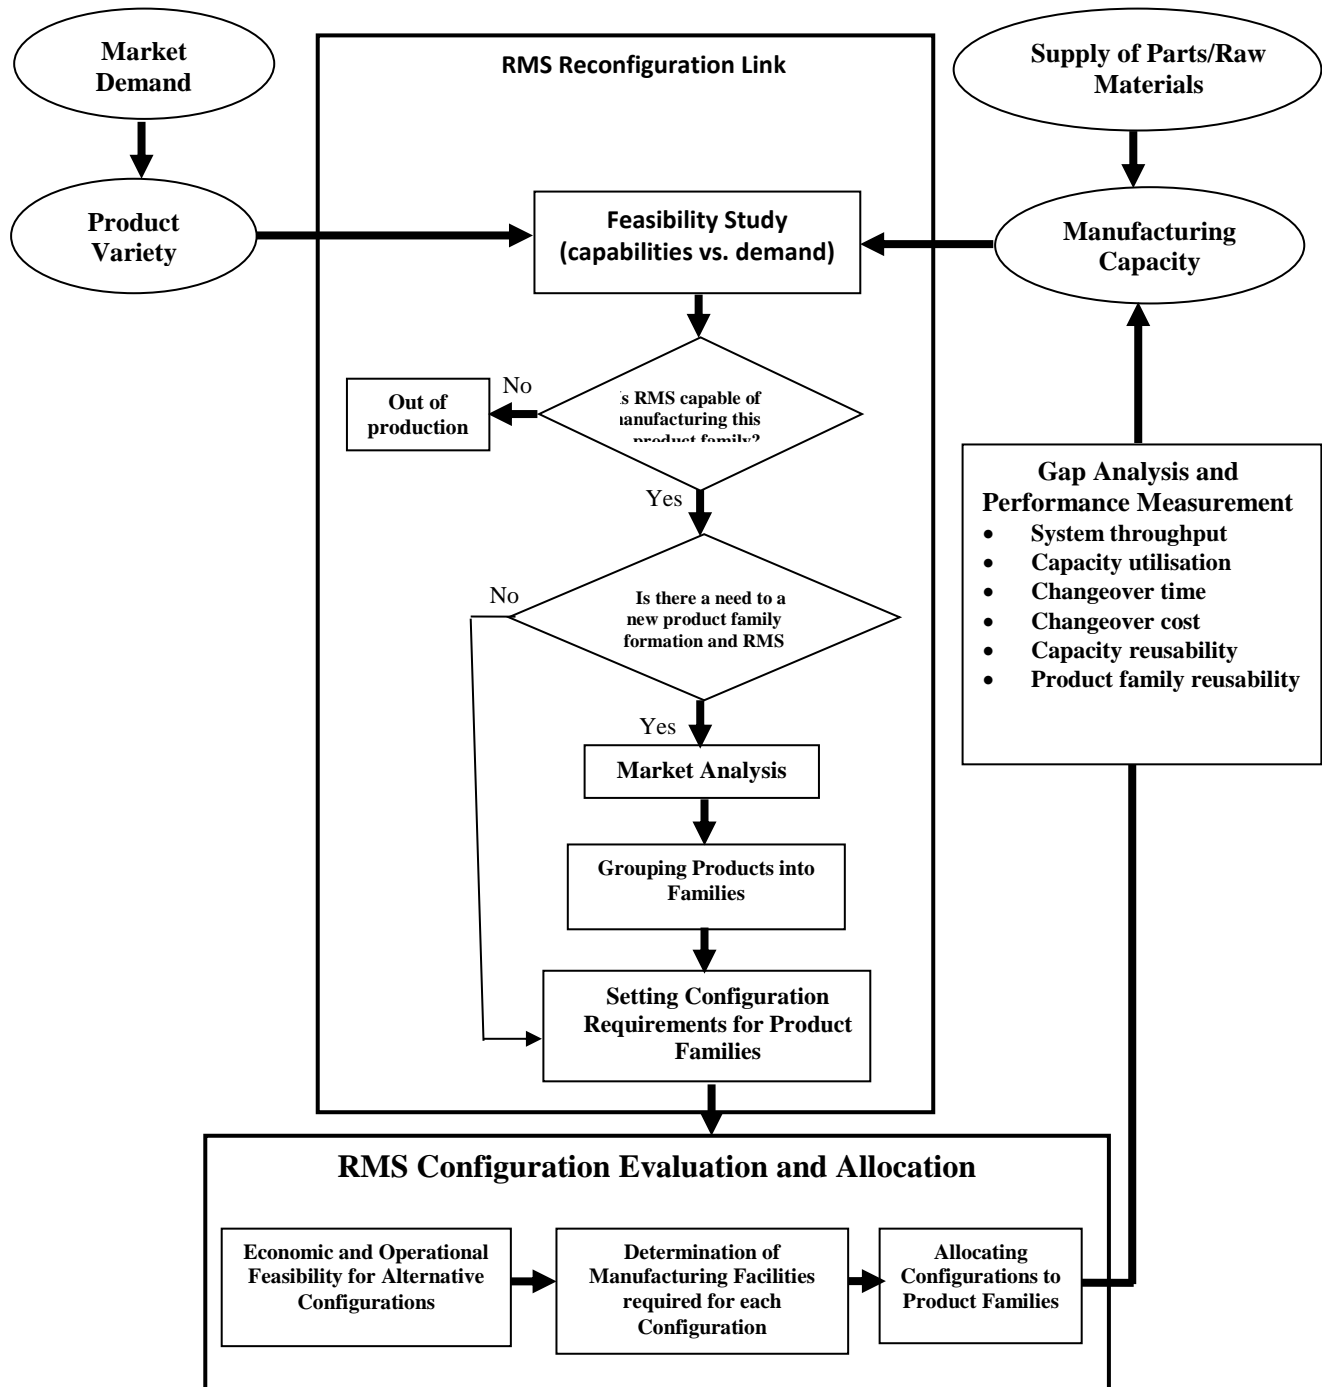 Market
Demand
RMS Reconfiguration Link
Supply of Parts/Raw
Materials
Product
Variety
Feasibility Study
(capabilities vs. demand)
Manufacturing
Capacity
No
Out of
production
RMS capable of
this
product family?
Yes
Gap Analysis and
Performance Measurement
• System throughput
• Capacity utilisation
• Changeover time
• Changeover cost
• Capacity reusability
• Product family reusability
No
Is there a need to a
new product family
formation and RMS
Yes
Market Analysis
Grouping Products into
Families
Setting Configuration
Requirements for Product
Families
RMS Configuration Evaluation and Allocation
Economic and Operational
Feasibility for Alternative
Configurations
Determination of
Manufacturing Facilities
required for each
Configuration
Allocating
Configurations to
Product Families